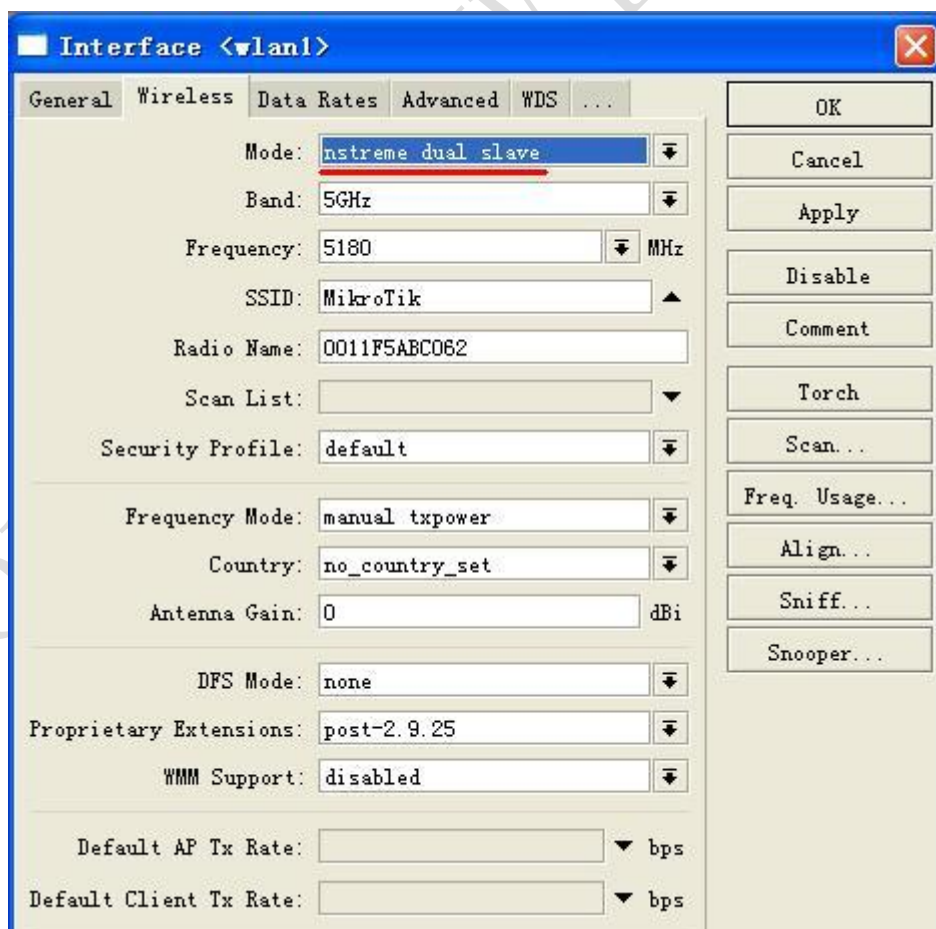 Interface <wlan1>
General Wireless Data Rates Advanced WDS ...
Mode: nstreme dual slave
Band: 5GHz
Frequency: 5180 MHz
SSID: MikroTik
Radio Name: 0011F5ABC062
Scan List:
Security Profile: default
Frequency Mode: manual txpower
Country: no_country_set
Antenna Gain: 0 dBi
DFS Mode: none
Proprietary Extensions: post-2.9.25
WMM Support: disabled
Default AP Tx Rate: bps
Default Client Tx Rate: bps
OK
Cancel
Apply
Disable
Comment
Torch
Scan...
Freq. Usage...
Align...
Sniff...
Snooper...